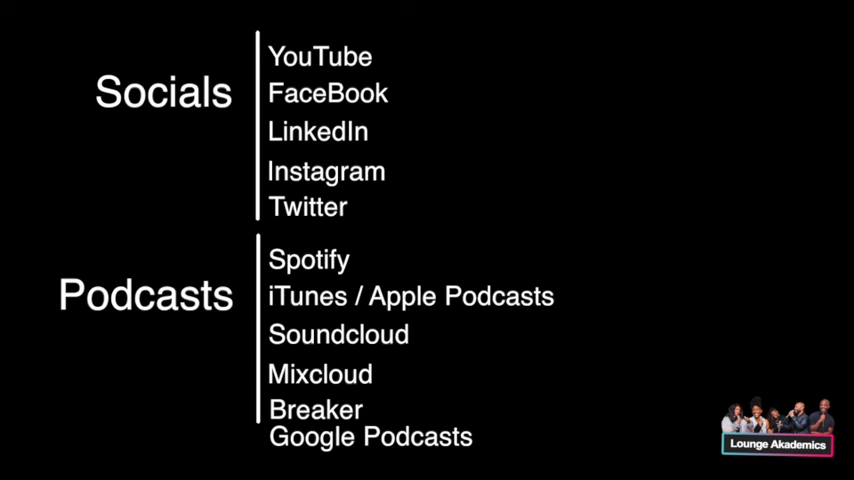 Socials
YouTube
FaceBook
LinkedIn
Instagram
Twitter
Podcasts
Spotify
iTunes / Apple Podcasts
Soundcloud
Mixcloud
Breaker
Google Podcasts
Lounge Akademics